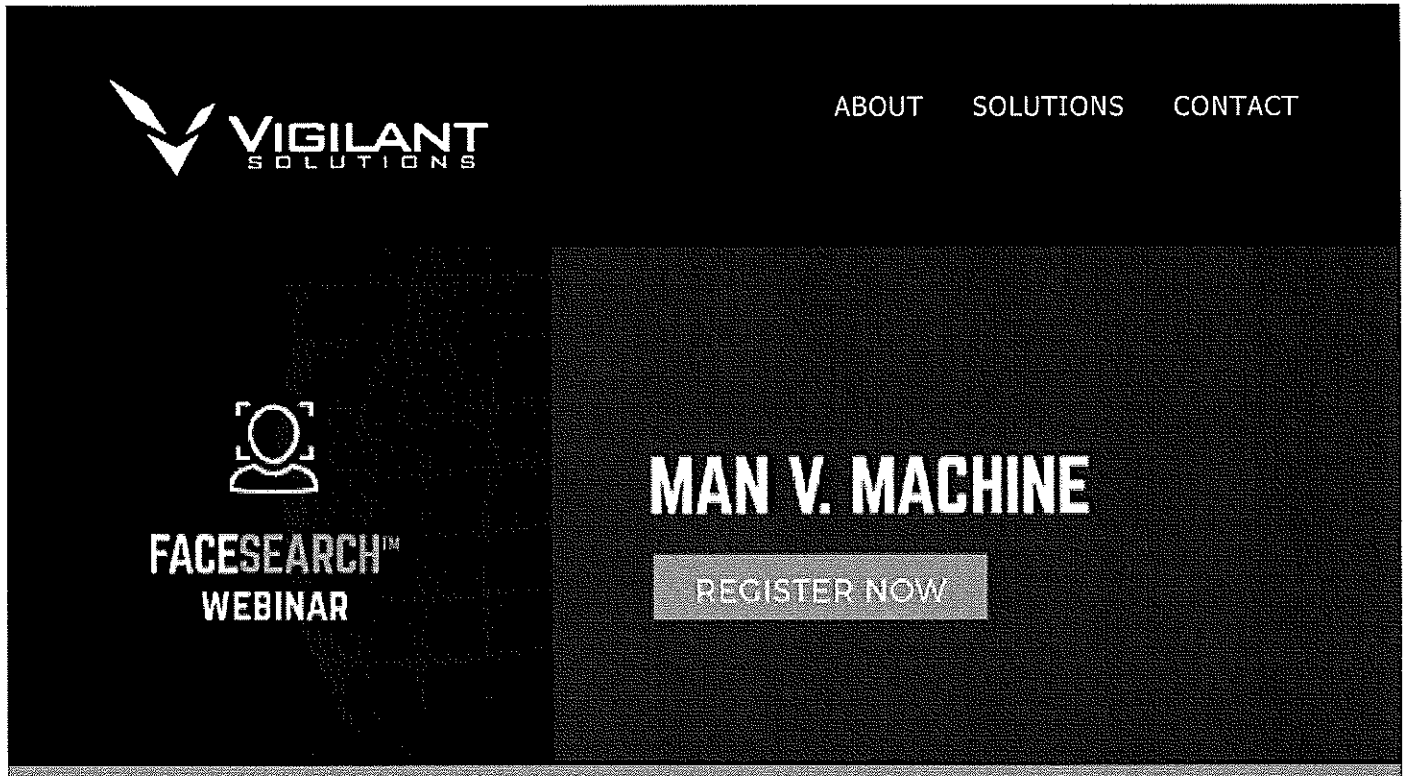 VIGILANT
SOLUTIONS
ABOUT SOLUTIONS CONTACT
FACESEARCH™
WEBINAR
MAN V. MACHINE
REGISTER NOW